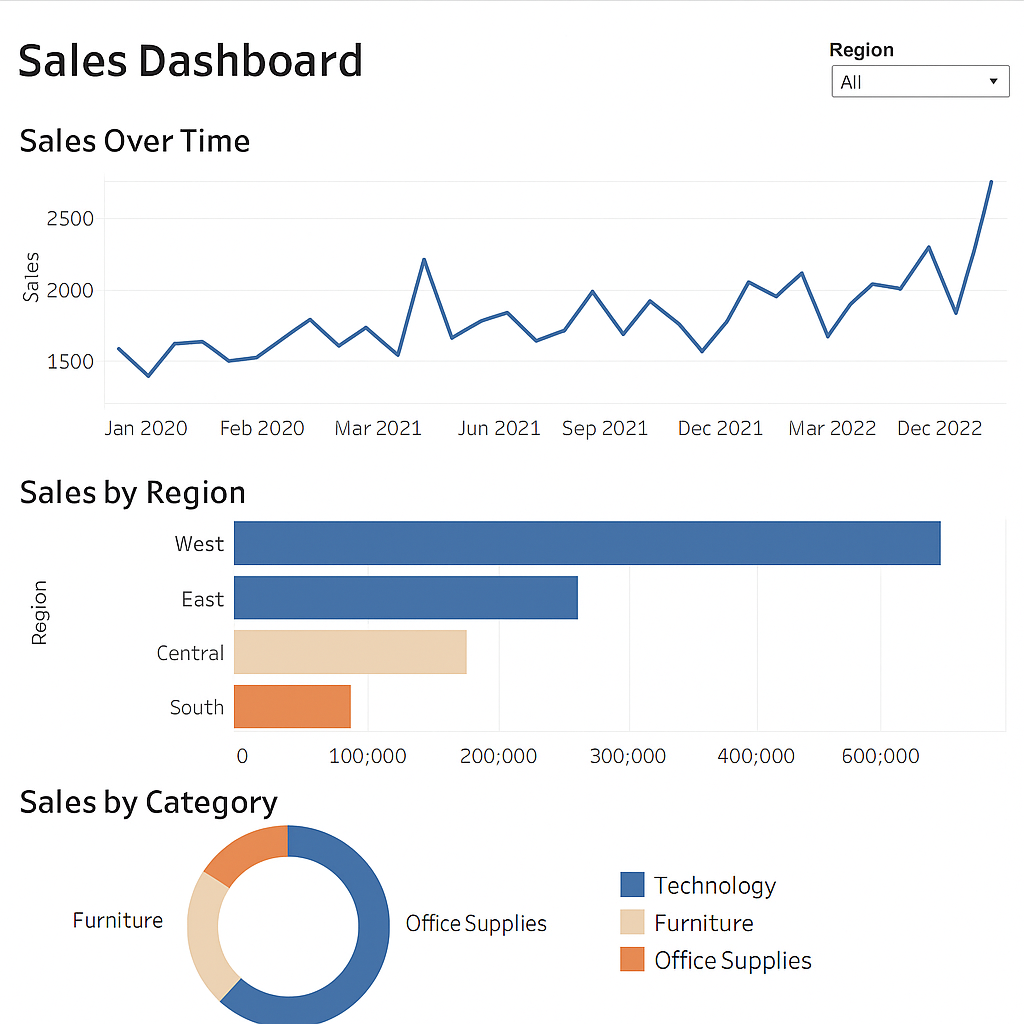 Sales Dashboard
Region
All
Sales Over Time
Sales
2500
2000
1500
Jan 2020 Feb 2020 Mar 2021 Jun 2021 Sep 2021 Dec 2021 Mar 2022 Dec 2022
Sales by Region
Region
West
East
Central
South
0 100;000 200;000 300;000 400;000 600;000
Sales by Category
Furniture
Office Supplies
Technology
Furniture
Office Supplies